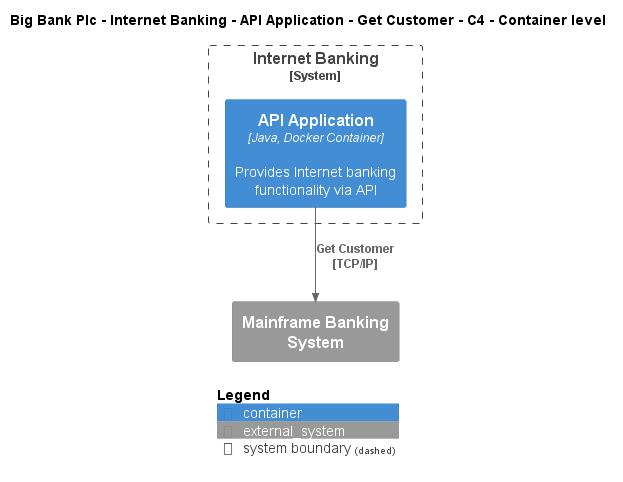 Big Bank Plc - Internet Banking - API Application - Get Customer - C4 - Container level
Internet Banking
[System]
API Application
[Java, Docker Container]
Provides Internet banking
functionality via API
Get Customer
[TCP/IP]
Mainframe Banking
System
Legend
container
external_system
system boundary (dashed)